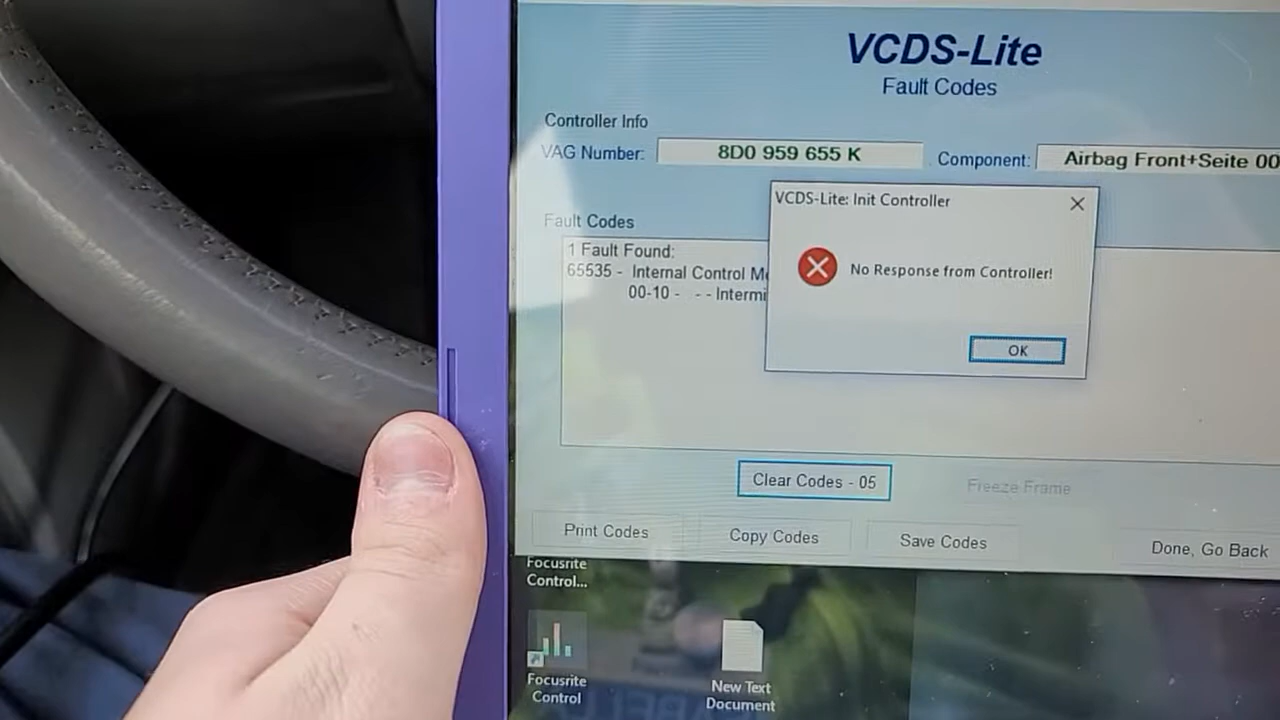 VCDS-Lite
Fault Codes
Controller Info
VAG Number:
8D0 959 655 K
Component:
Airbag Front+Seite 00
VCDS-Lite: Init Controller
No Response from Controller!
OK
Fault Codes
1 Fault Found:
65535 - Internal Control Mo
00-10 - - - Intermi
Clear Codes - 05
Freeze Frame
Print Codes
Copy Codes
Save Codes
Done, Go Back
Focusrite
Control...
Focusrite
Control
New Text
Document